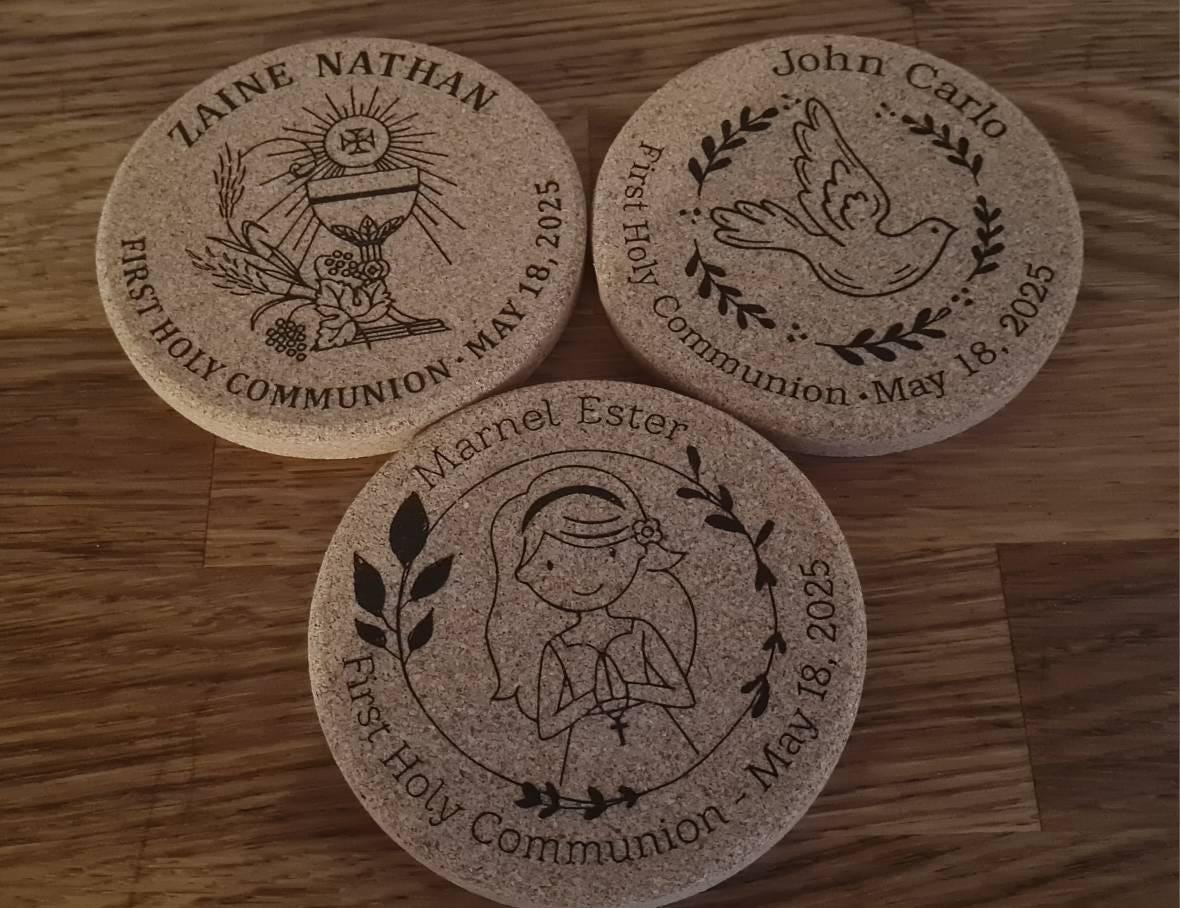 ZAINE NATHAN
FIRST HOLY COMMUNION · MAY 18, 2025
John Carlo
First Holy Communion · May 18, 2025
Marnel Ester
First Holy Communion - May 18, 2025